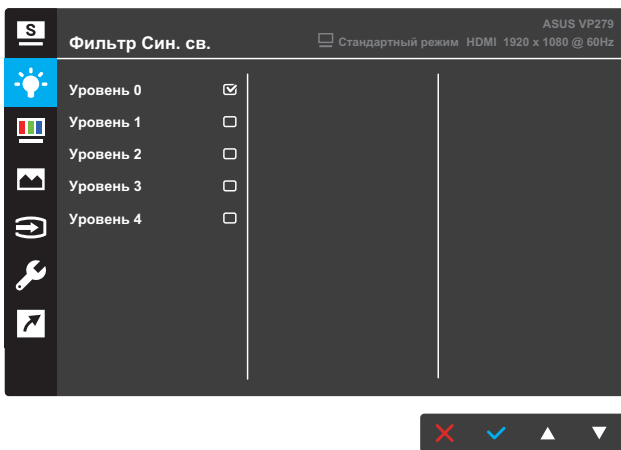 S
ASUS VP279
Фильтр Син. св.
Стандартный режим HDMI 1920 x 1080 @ 60Hz
Уровень 0
Уровень 1
Уровень 2
Уровень 3
Уровень 4